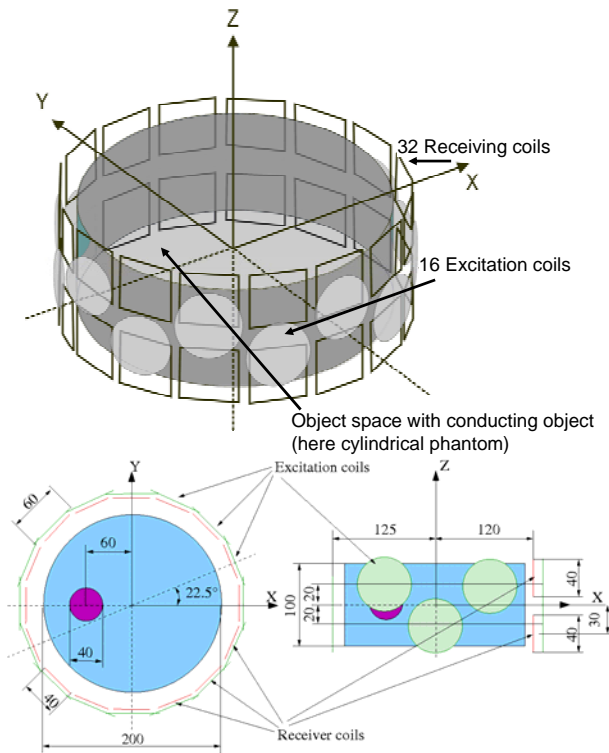 Z
Y
32 Receiving coils
X
16 Excitation coils
Object space with conducting object
(here cylindrical phantom)
Y
Excitation coils
Z
60
60
125
120
22.5°
X
40
100
20
20
40
X
30
40
40
200
Receiver coils